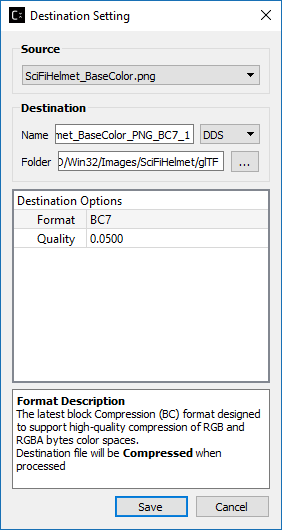 Destination Setting
Source
SciFiHelmet_BaseColor.png
Destination
Name met_BaseColor_PNG_BC7_1 DDS
Folder D/Win32/Images/SciFiHelmet/glTF ...
Destination Options
Format BC7
Quality 0.0500
Format Description
The latest block Compression (BC) format designed
to support high-quality compression of RGB and
RGBA bytes color spaces.
Destination file will be Compressed when
processed
Save Cancel